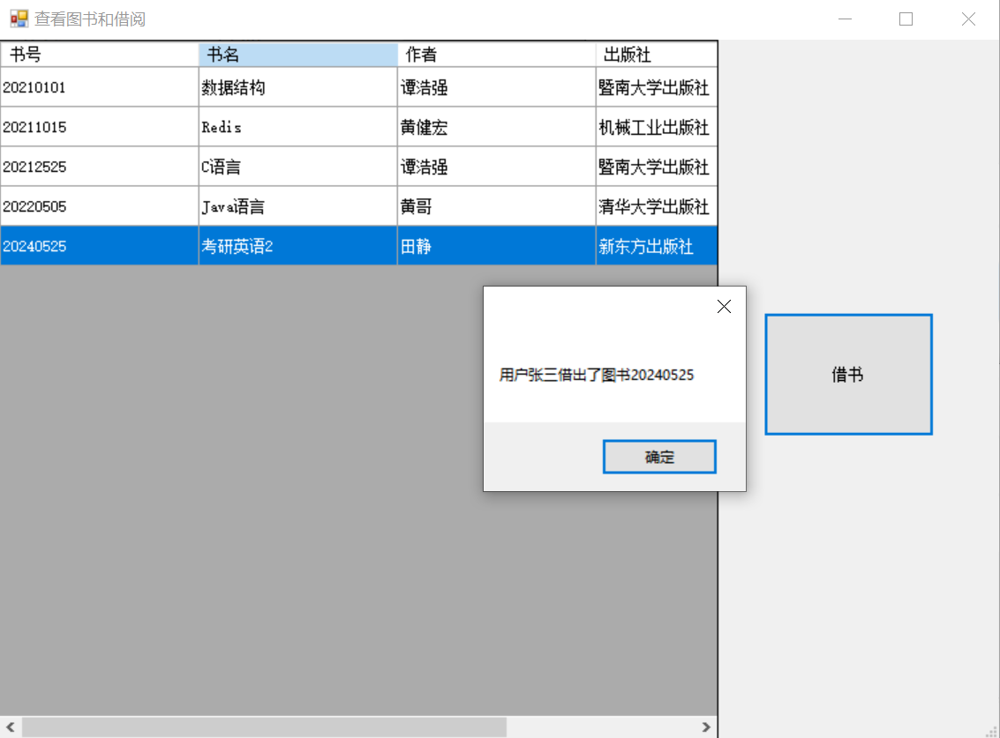 查看图书和借阅
书号 书名 作者 出版社
20210101 数据结构 谭浩强 暨南大学出版社
20211015 Redis 黄健宏 机械工业出版社
20212525 C语言 谭浩强 暨南大学出版社
20220505 Java语言 黄哥 清华大学出版社
20240525 考研英语2 田静 新东方出版社
用户张三借出了图书20240525
借书
确定